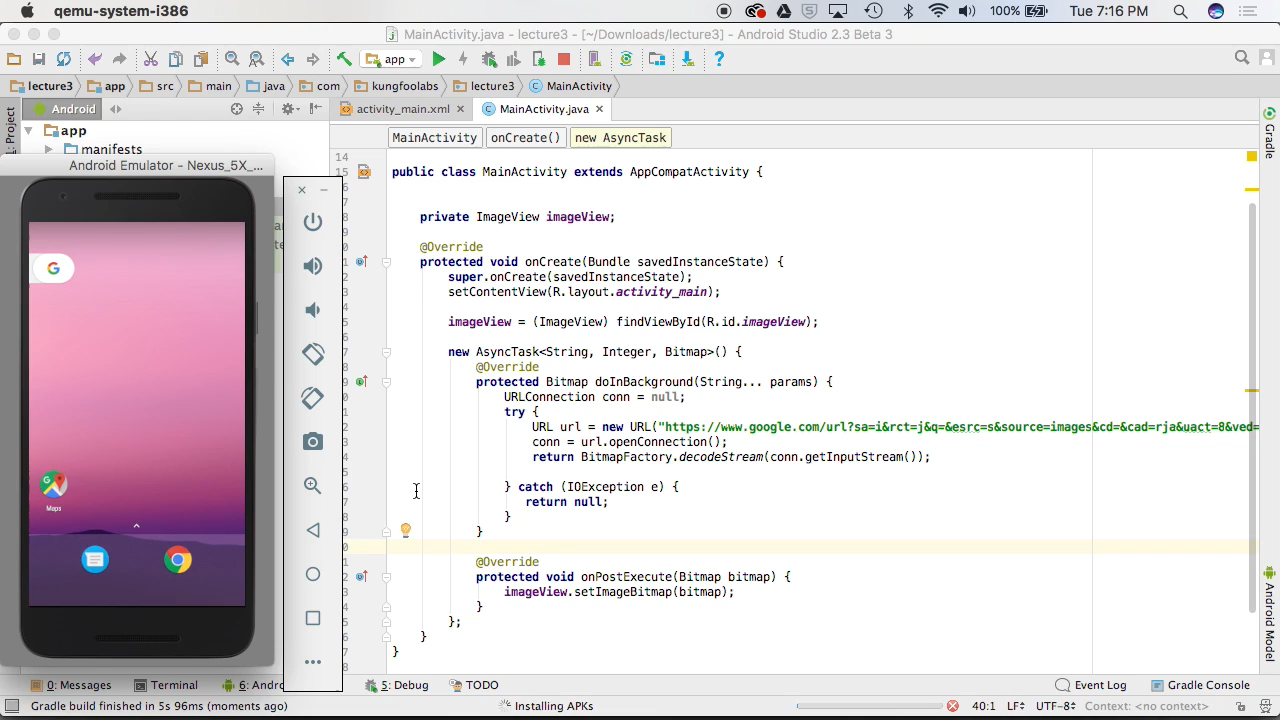 qemu-system-i386
100%
Tue 7:16 PM
MainActivity.java - lecture3 - [~/Downloads/lecture3] - Android Studio 2.3 Beta 3
app
lecture3
app
src
main
java
com
kungfoolabs
lecture3
MainActivity
Android
activity_main.xml
MainActivity.java
MainActivity
onCreate()
new AsyncTask
app
manifests
Android Emulator - Nexus_5X_...
Maps
14
15 public class MainActivity extends AppCompatActivity {
private ImageView imageView;
@Override
protected void onCreate(Bundle savedInstanceState) {
super.onCreate(savedInstanceState);
setContentView(R.layout.activity_main);
imageView = (ImageView) findViewById(R.id.imageView);
new AsyncTask<String, Integer, Bitmap>() {
@Override
protected Bitmap doInBackground(String... params) {
URLConnection conn = null;
try {
URL url = new URL("https://www.google.com/url?sa=i&rct=j&q=&esrc=s&source=images&cd=&cad=rja&uact=8&ved=
conn = url.openConnection();
return BitmapFactory.decodeStream(conn.getInputStream());
} catch (IOException e) {
return null;
}
}
@Override
protected void onPostExecute(Bitmap bitmap) {
imageView.setImageBitmap(bitmap);
}
};
}
}
1: Project
Gradle
Android Model
0: Messages
Terminal
6: Andr
5: Debug
TODO
Event Log
Gradle Console
Gradle build finished in 5s 96ms (moments ago)
Installing APKs
40:1
LF
UTF-8
Context: <no context>